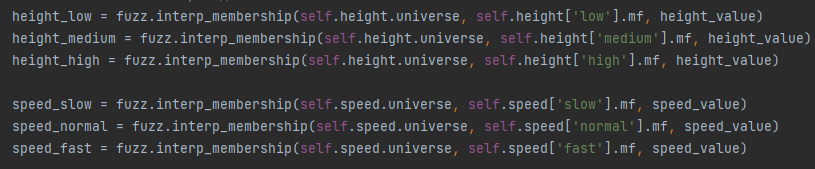 height_low = fuzz.interp_membership(self.height.universe, self.height['low'].mf, height_value)
height_medium = fuzz.interp_membership(self.height.universe, self.height['medium'].mf, height_value)
height_high = fuzz.interp_membership(self.height.universe, self.height['high'].mf, height_value)
speed_slow = fuzz.interp_membership(self.speed.universe, self.speed['slow'].mf, speed_value)
speed_normal = fuzz.interp_membership(self.speed.universe, self.speed['normal'].mf, speed_value)
speed_fast = fuzz.interp_membership(self.speed.universe, self.speed['fast'].mf, speed_value)